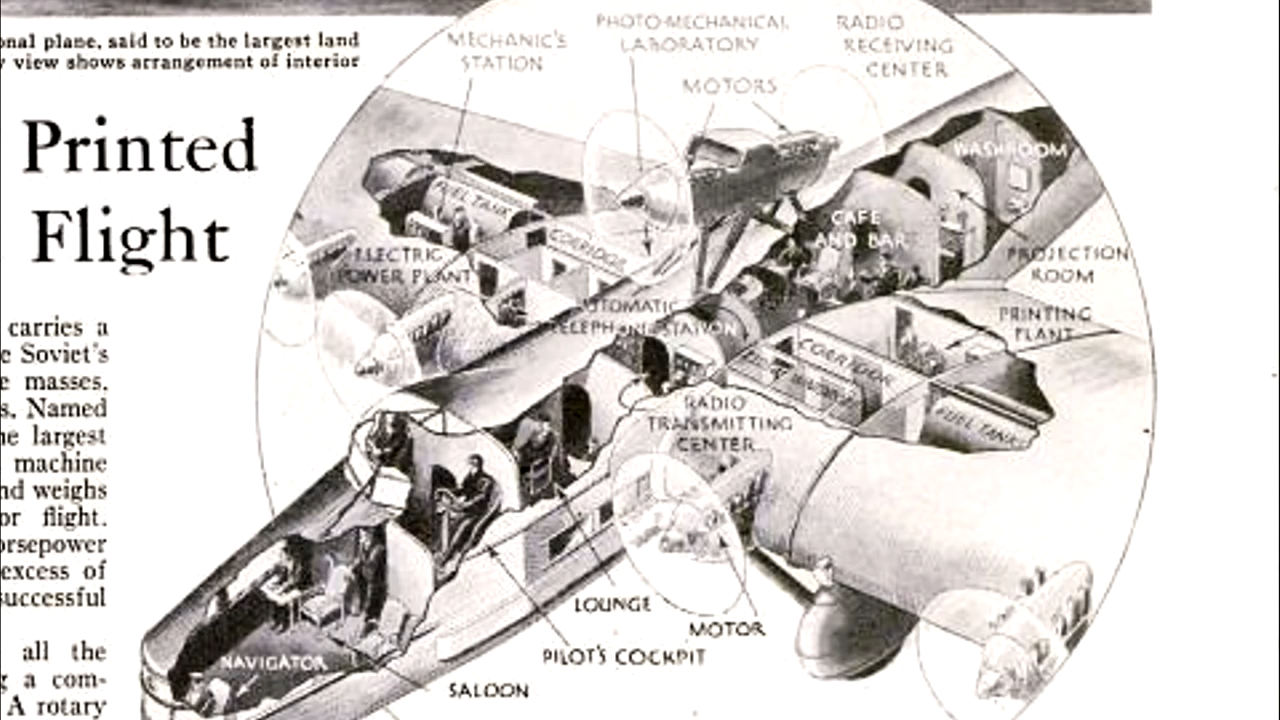 onal plane, said to be the largest land
view shows arrangement of interior
Printed
Flight
carries a
Soviet's
masses.
s. Named
largest
machine
nd weighs
or flight.
orsepower
excess of
successful
all the
a com-
A rotary
MECHANIC'S
STATION
PHOTO-MECHANICAL
LABORATORY
RADIO
RECEIVING
CENTER
MOTORS
WASHROOM
FUEL TANK
CORRIDOR
CAFE
AND BAR
ELECTRIC
POWER PLANT
PROJECTION
ROOM
AUTOMATIC
TELEPHONE STATION
PRINTING
PLANT
CORRIDOR
RADIO
TRANSMITTING
CENTER
FUEL TANK
LOUNGE
MOTOR
PILOT'S COCKPIT
NAVIGATOR
SALOON